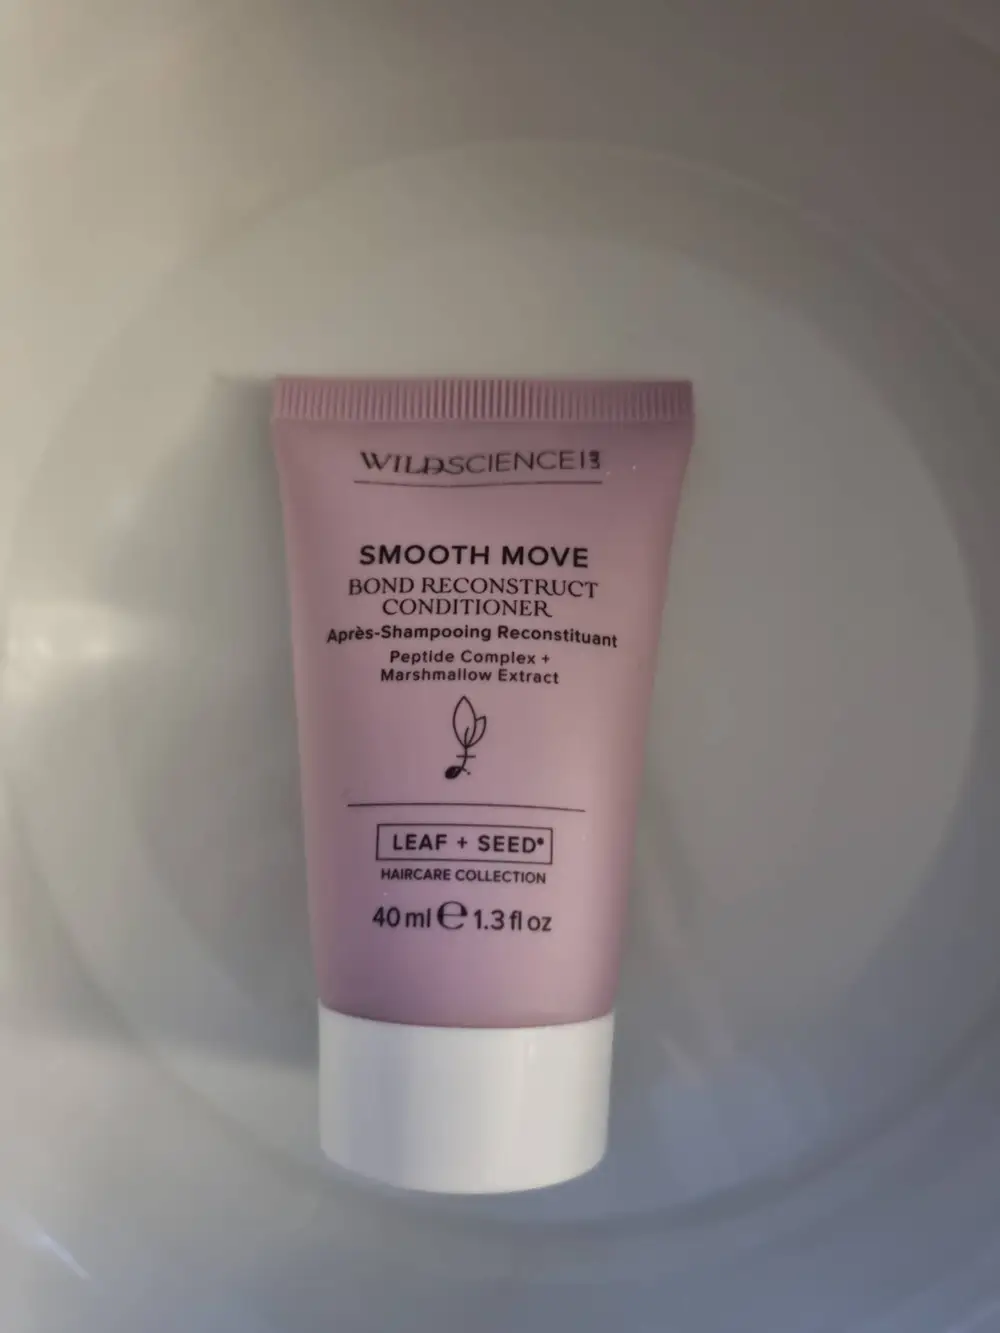 WILDSCIENCE
SMOOTH MOVE
BOND RECONSTRUCT
CONDITIONER
Après-Shampooing Reconstituant
Peptide Complex +
Marshmallow Extract
LEAF + SEED®
HAIRCARE COLLECTION
40 ml ℮ 1.3 fl oz